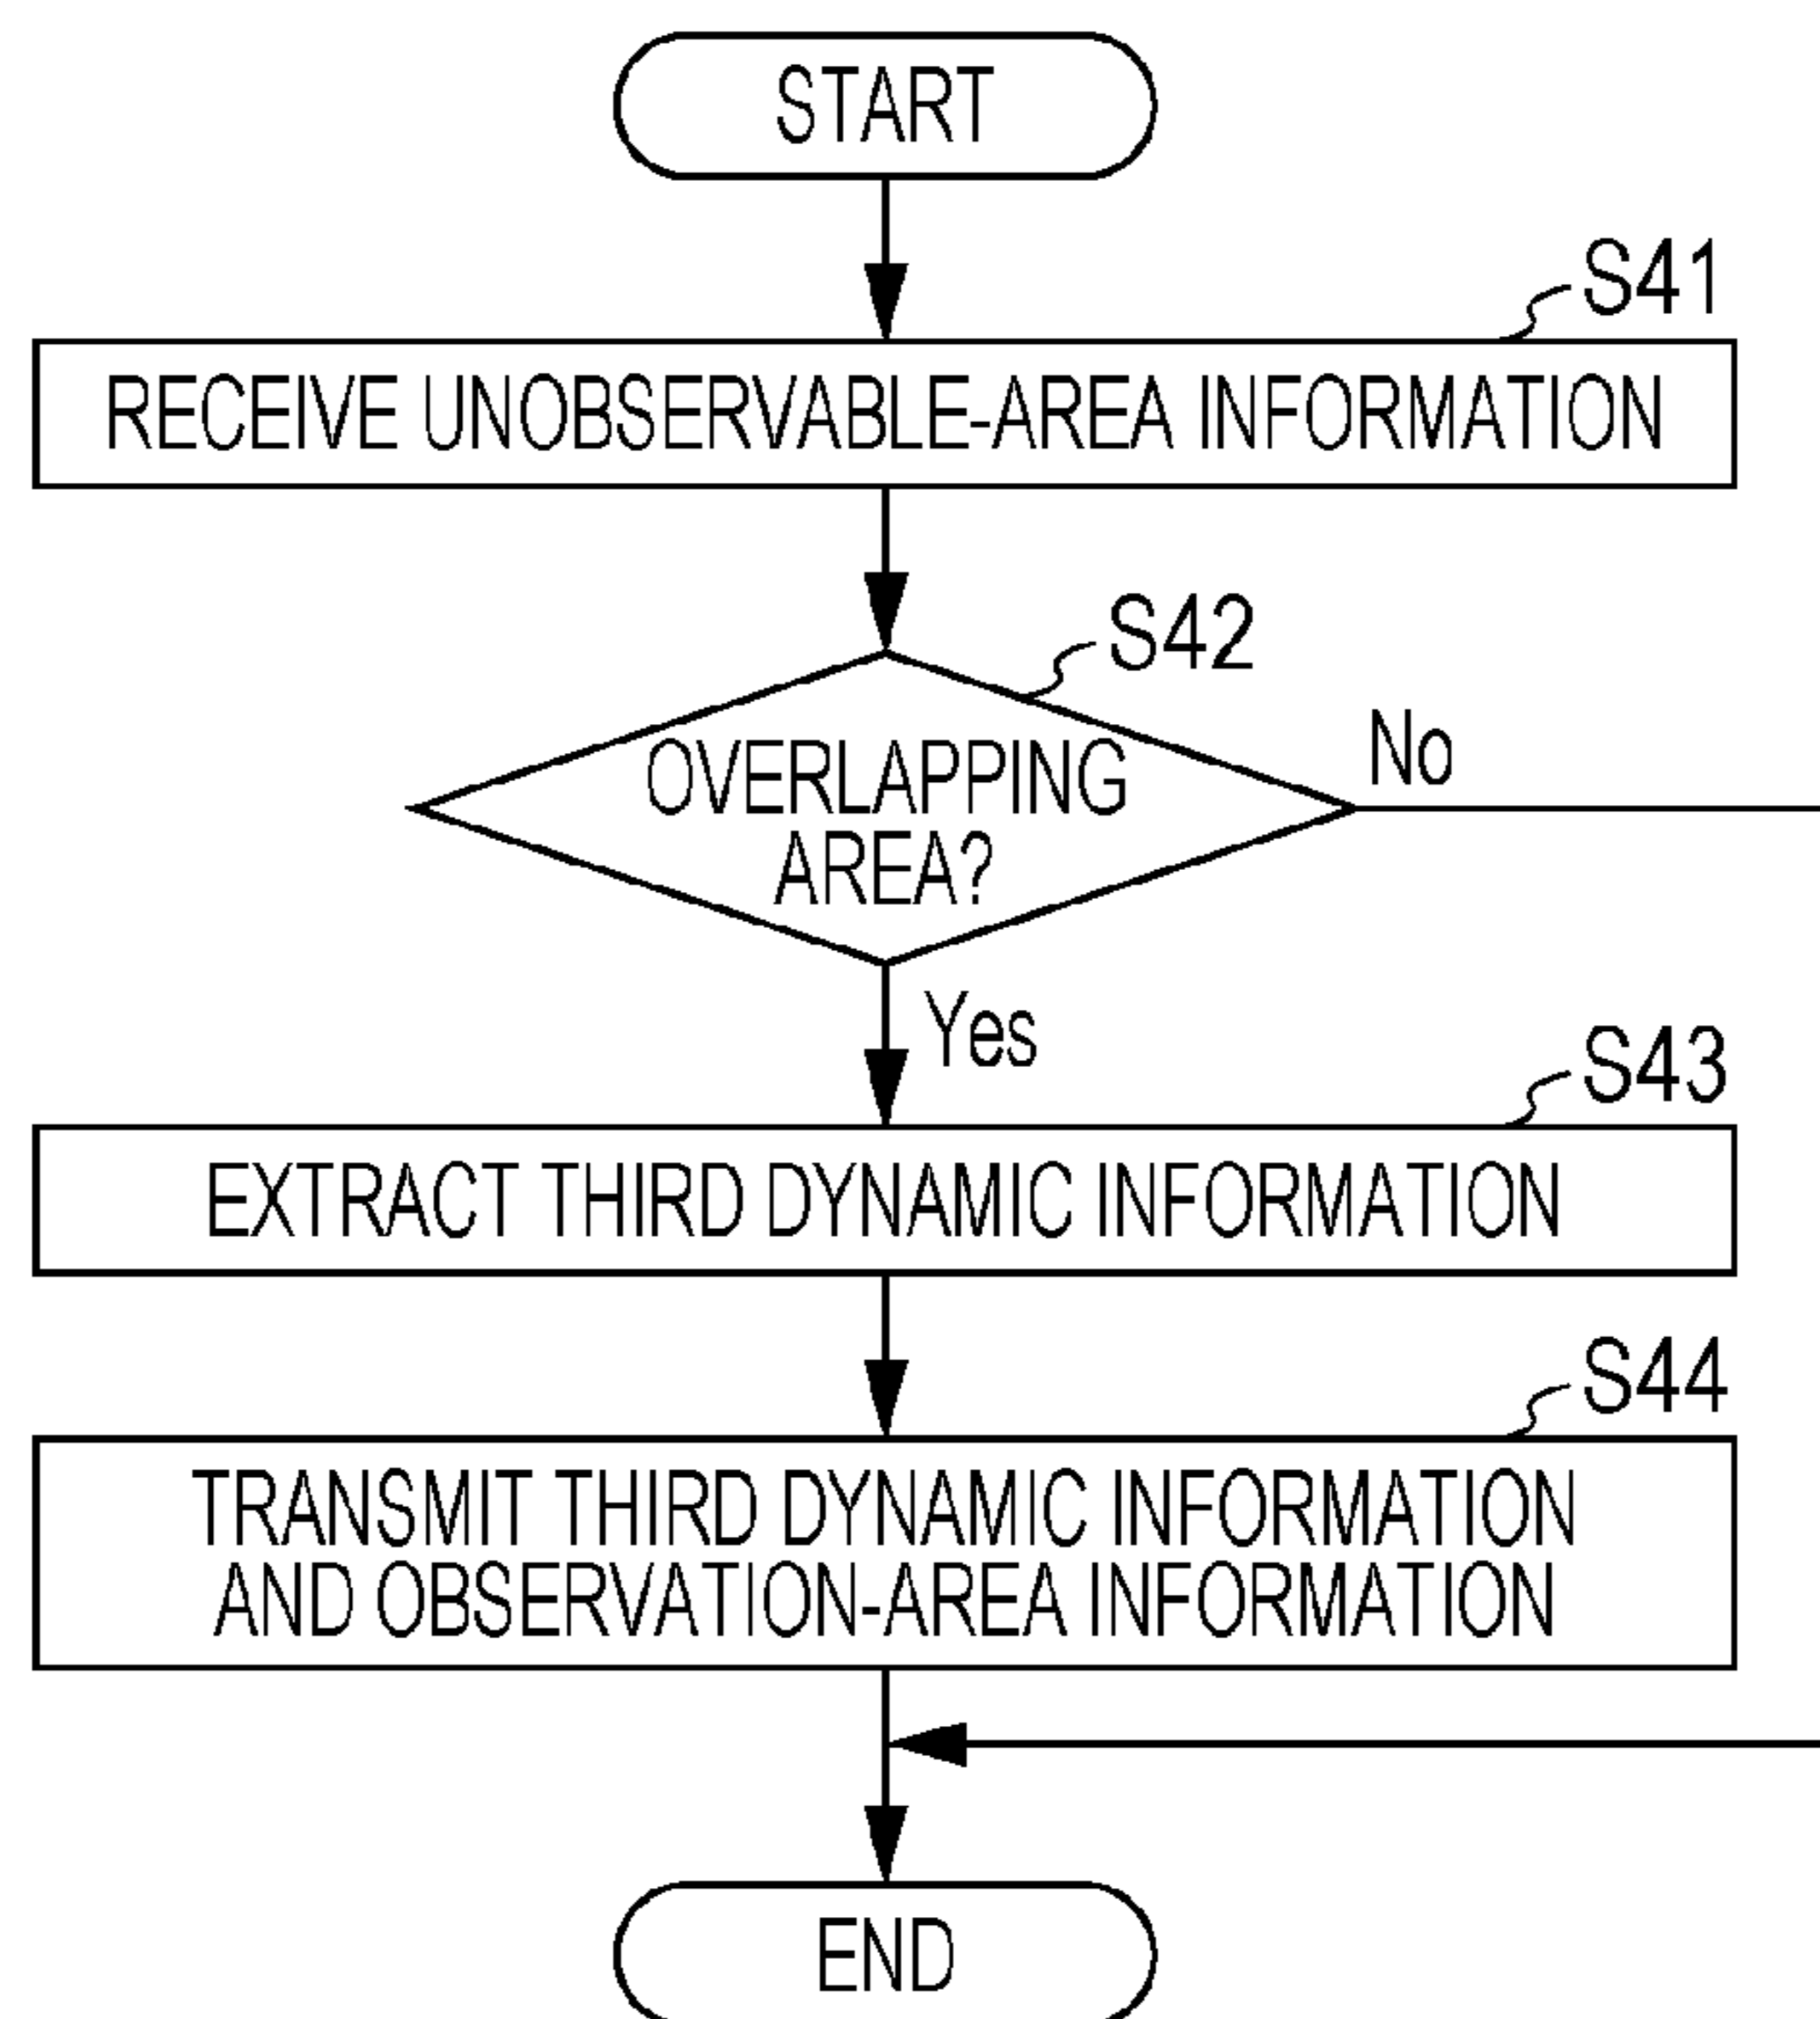 START
S41
RECEIVE UNOBSERVABLE-AREA INFORMATION
S42
OVERLAPPING
AREA?
No
Yes
S43
EXTRACT THIRD DYNAMIC INFORMATION
S44
TRANSMIT THIRD DYNAMIC INFORMATION
AND OBSERVATION-AREA INFORMATION
END